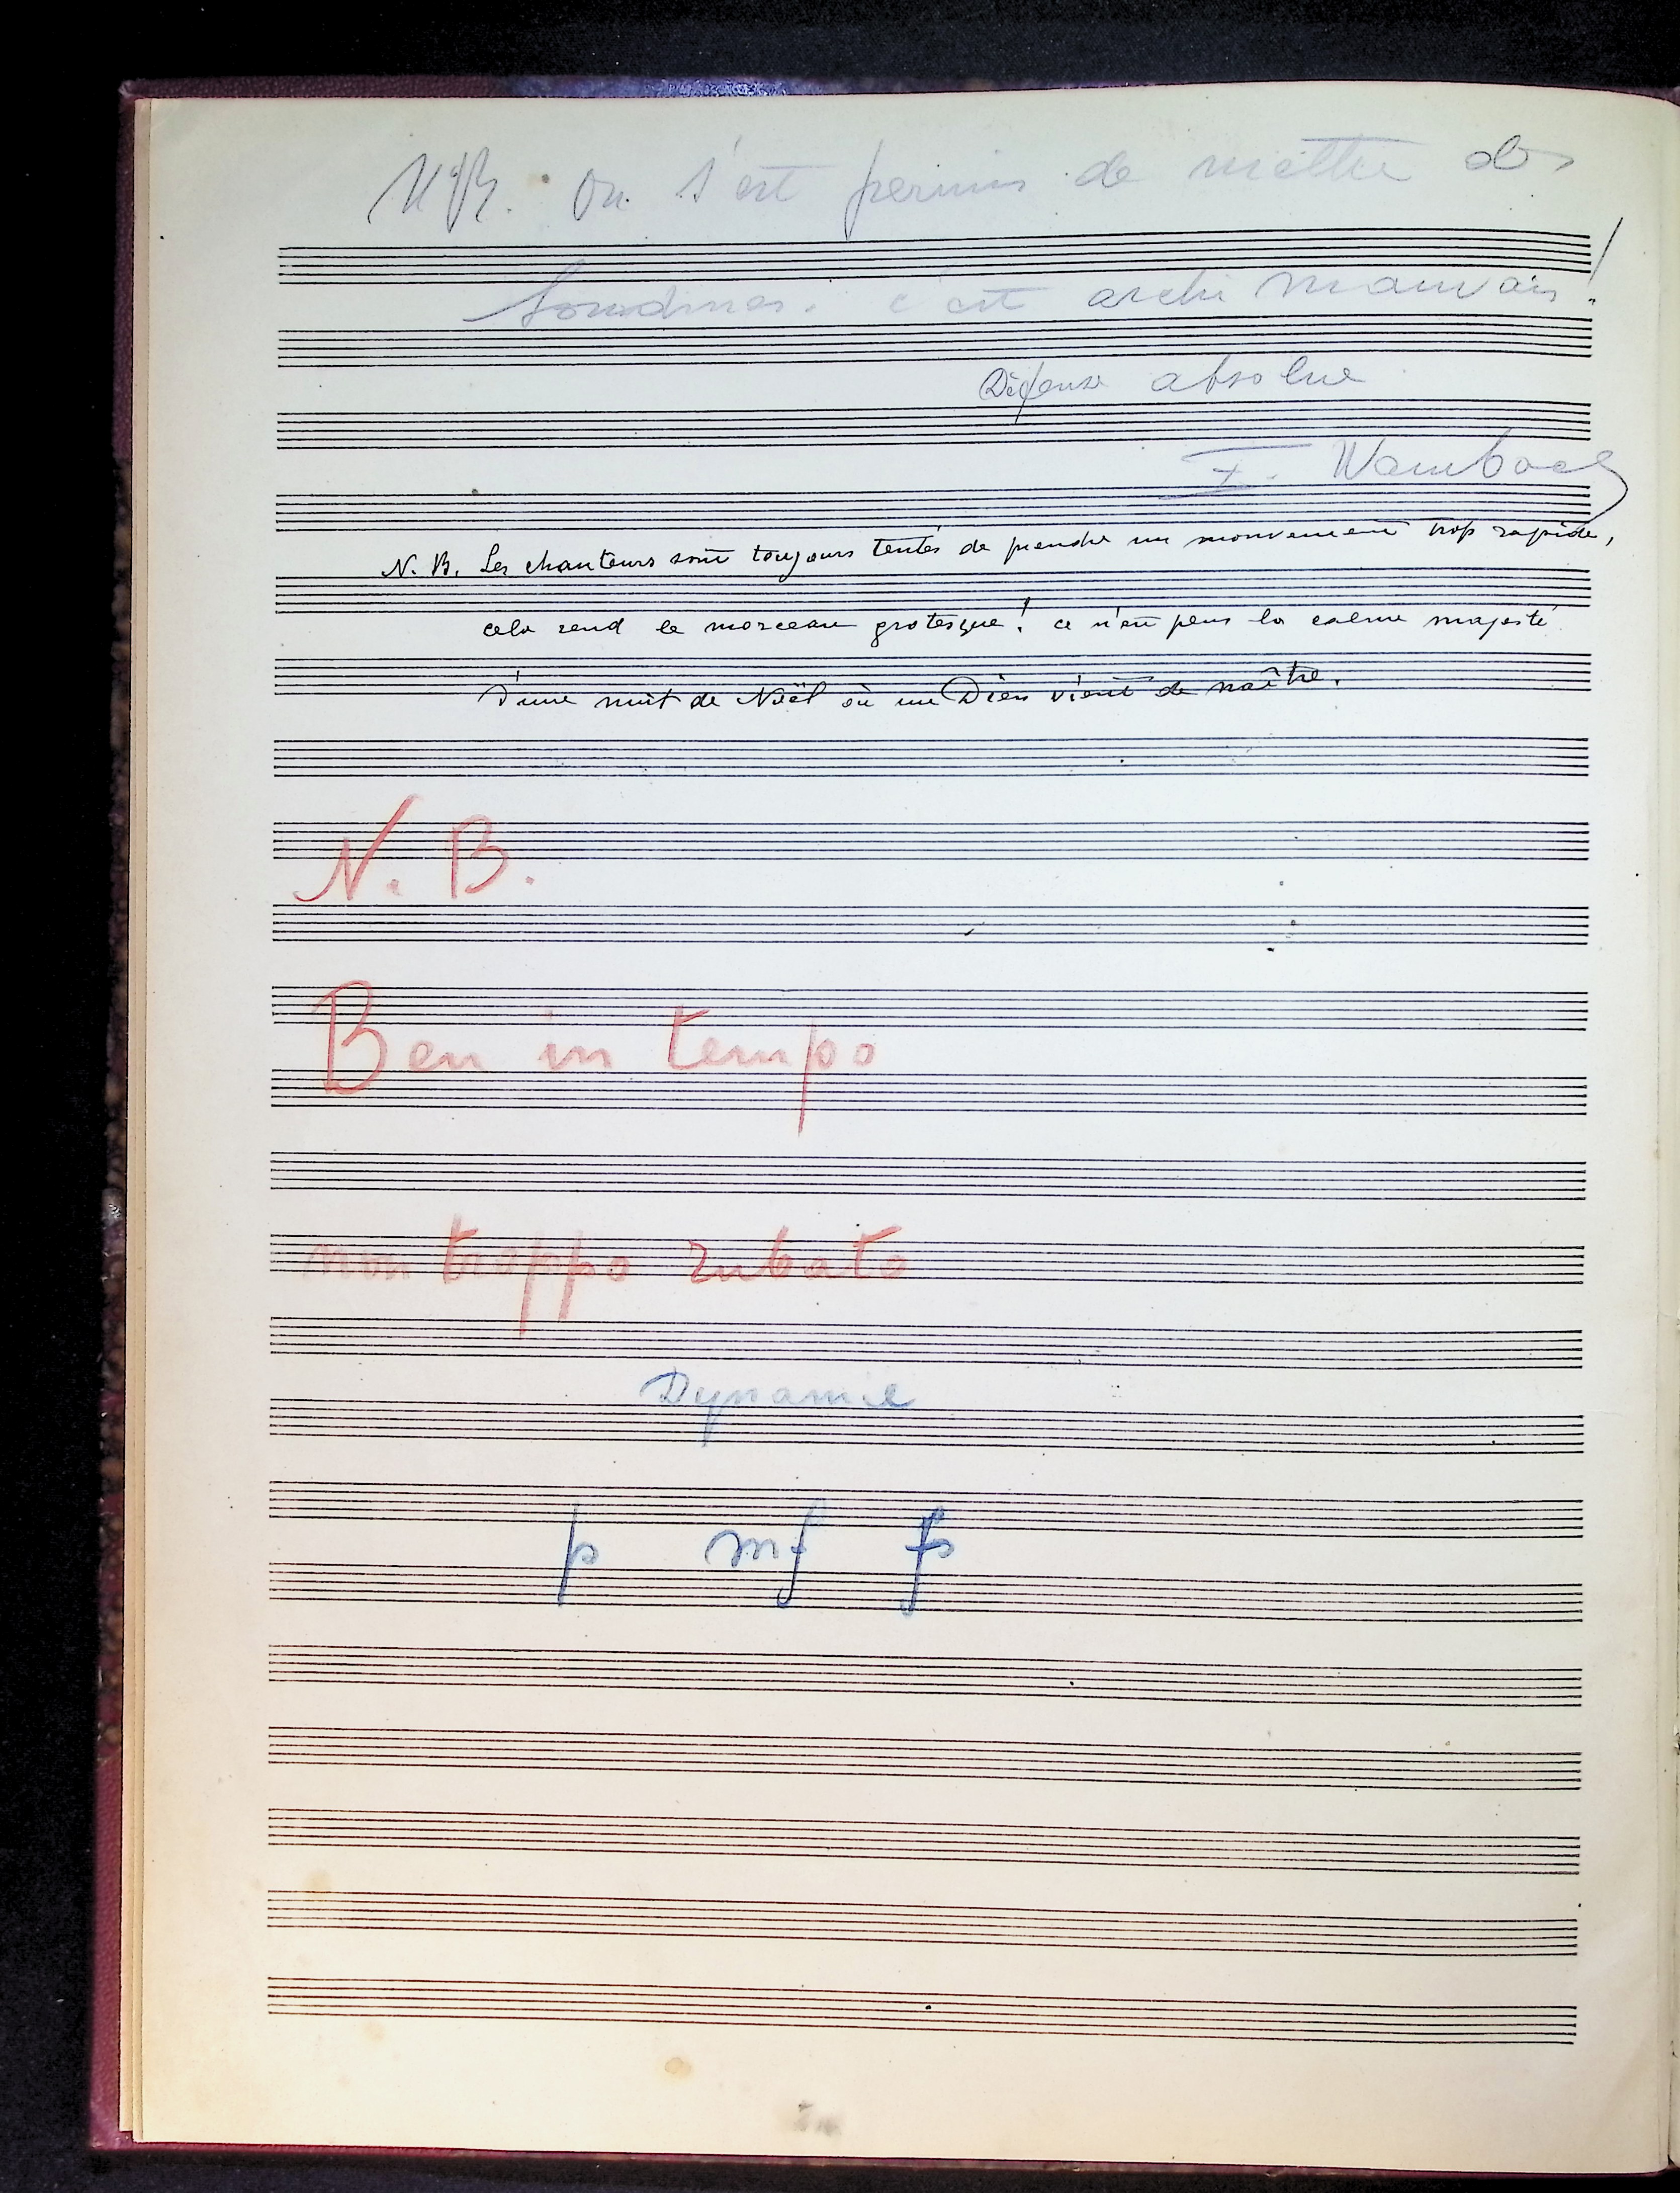 NB. On s'est permis de mettre des
sourdines. c'est archi mauvais!
Défense absolue
E. Wambach
N. B. Les chanteurs sont toujours tentés de prendre un mouvement trop rapide,
cela rend le morceau grotesque! ce n'est plus la calme majesté
d'une nuit de Noël où un Dieu vient de naître.
N. B.
Ben in tempo
non troppo rubato
Dynamie
p mf fp